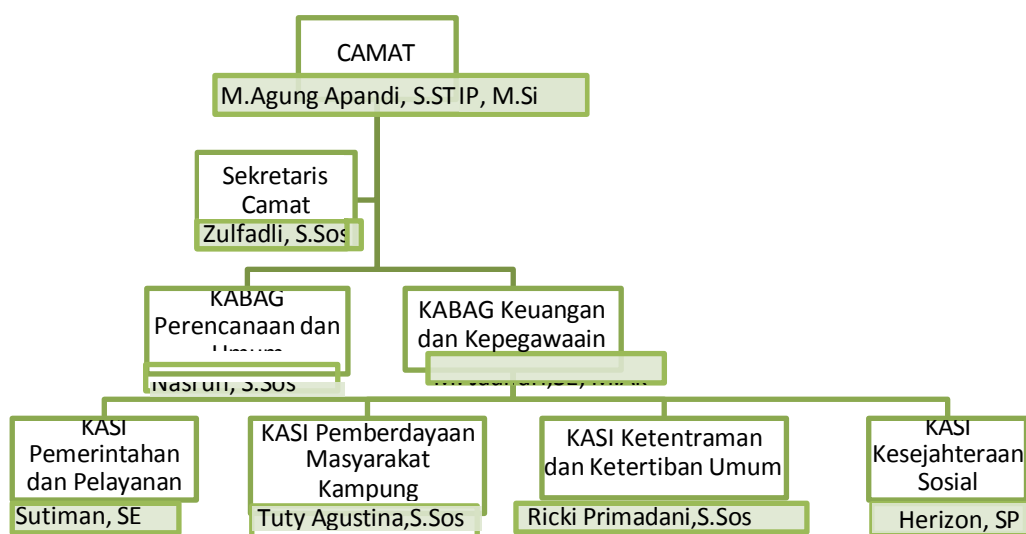 CAMAT
M.Agung Apandi, S.STIP, M.Si
Sekretaris
Camat
Zulfadli, S.Sos
KABAG
Perencanaan dan
Umum
Nasrun, S.Sos
KABAG Keuangan
dan Kepegawaain
KASI
Pemerintahan
dan Pelayanan
Sutiman, SE
KASI Pemberdayaan
Masyarakat
Kampung
Tuty Agustina,S.Sos
KASI Ketentraman
dan Ketertiban Umum
Ricki Primadani,S.Sos
KASI
Kesejahteraan
Sosial
Herizon, SP